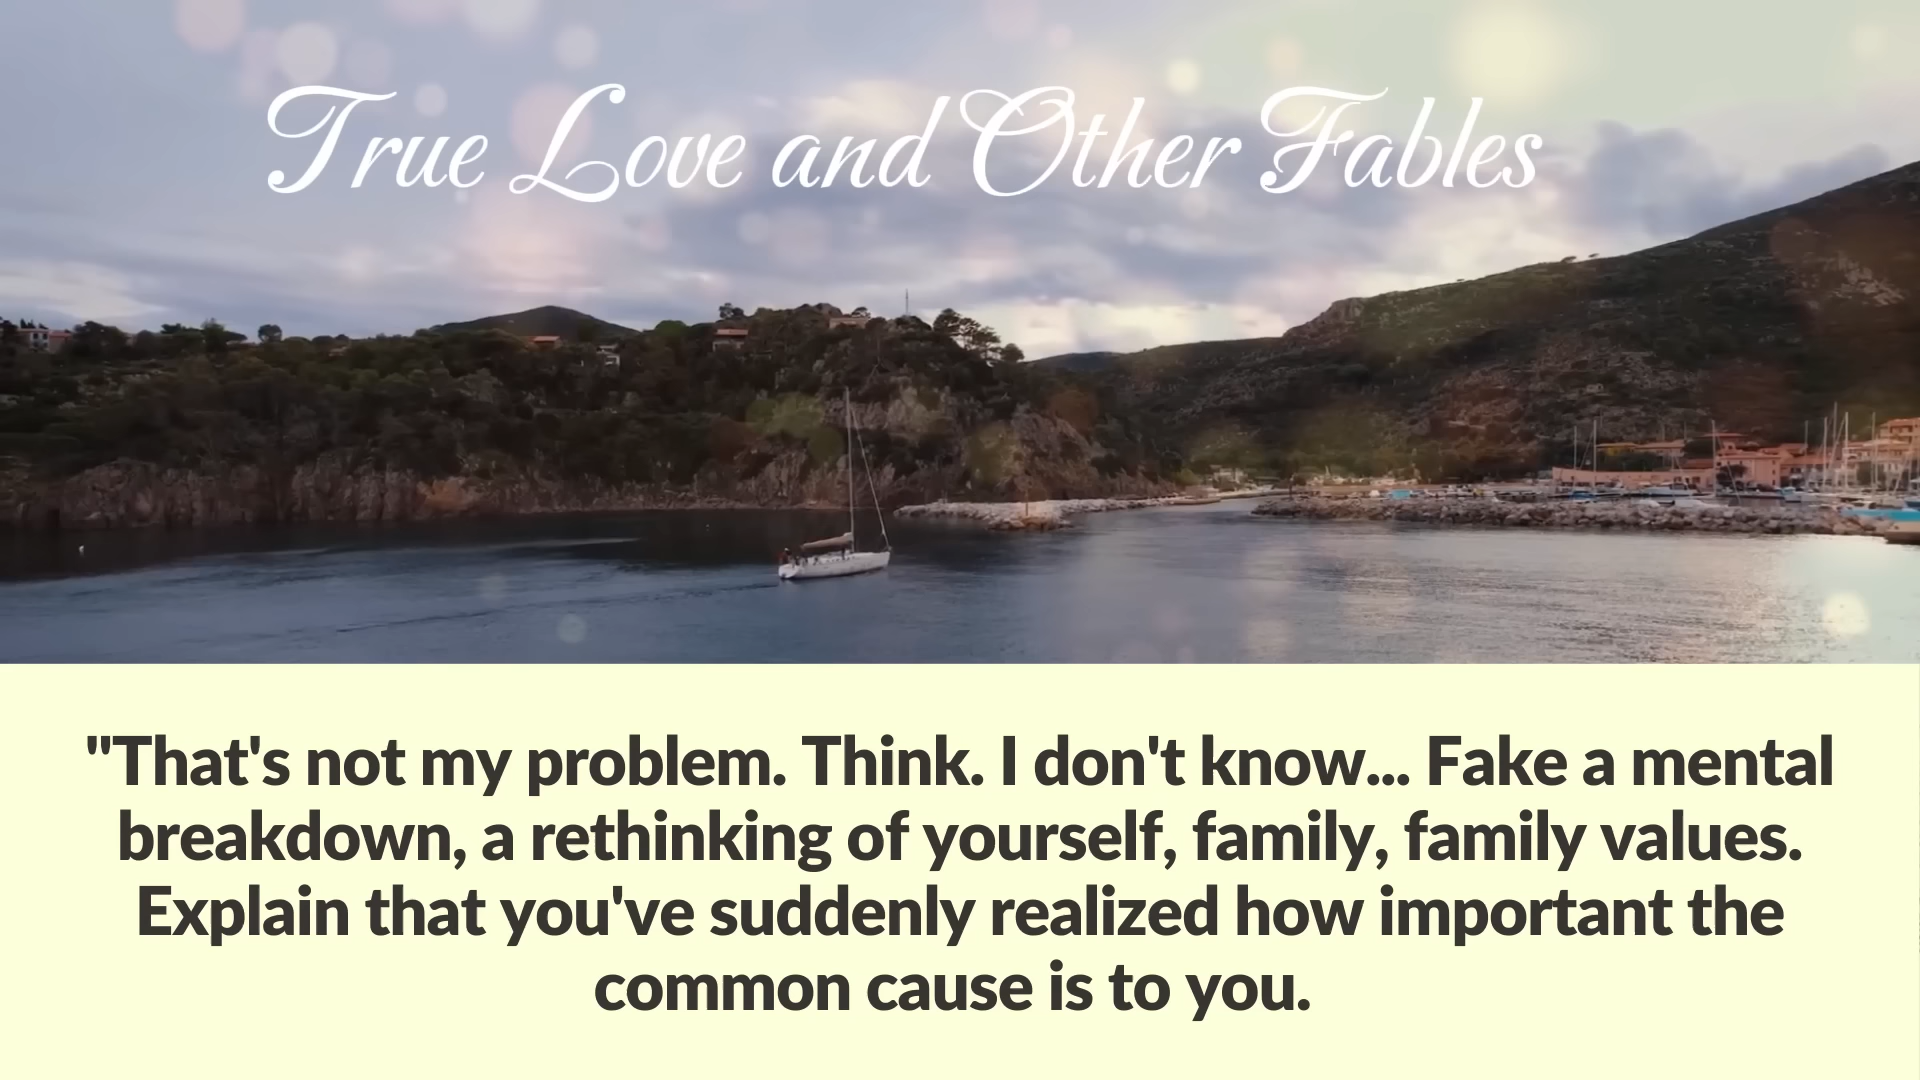 True Love and Other Fables
"That's not my problem. Think. I don't know... Fake a mental
breakdown, a rethinking of yourself, family, family values.
Explain that you've suddenly realized how important the
common cause is to you.